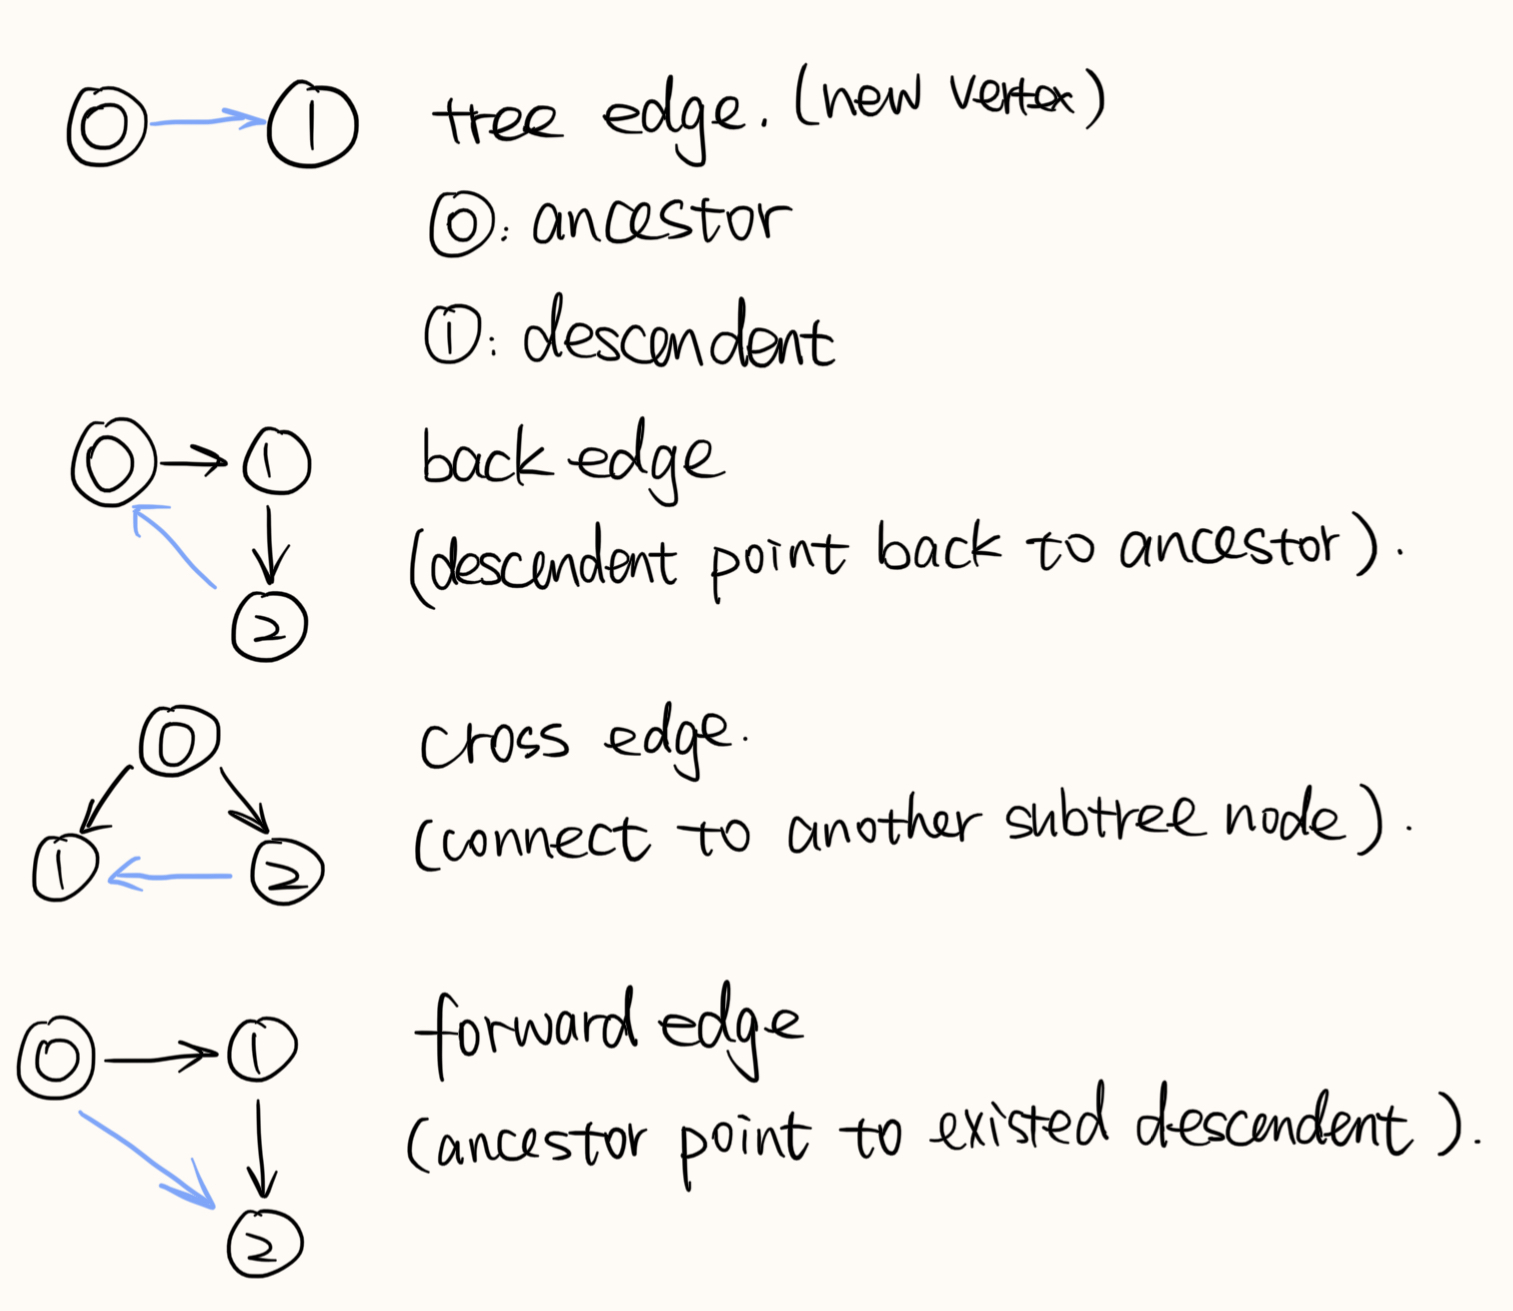 0 1 tree edge. (new vertex)
0: ancestor
1: descendent
0 1 back edge
(descendent point back to ancestor).
2
0 cross edge.
1 2 (connect to another subtree node).
0 1 forward edge
(ancestor point to existed descendent).
2